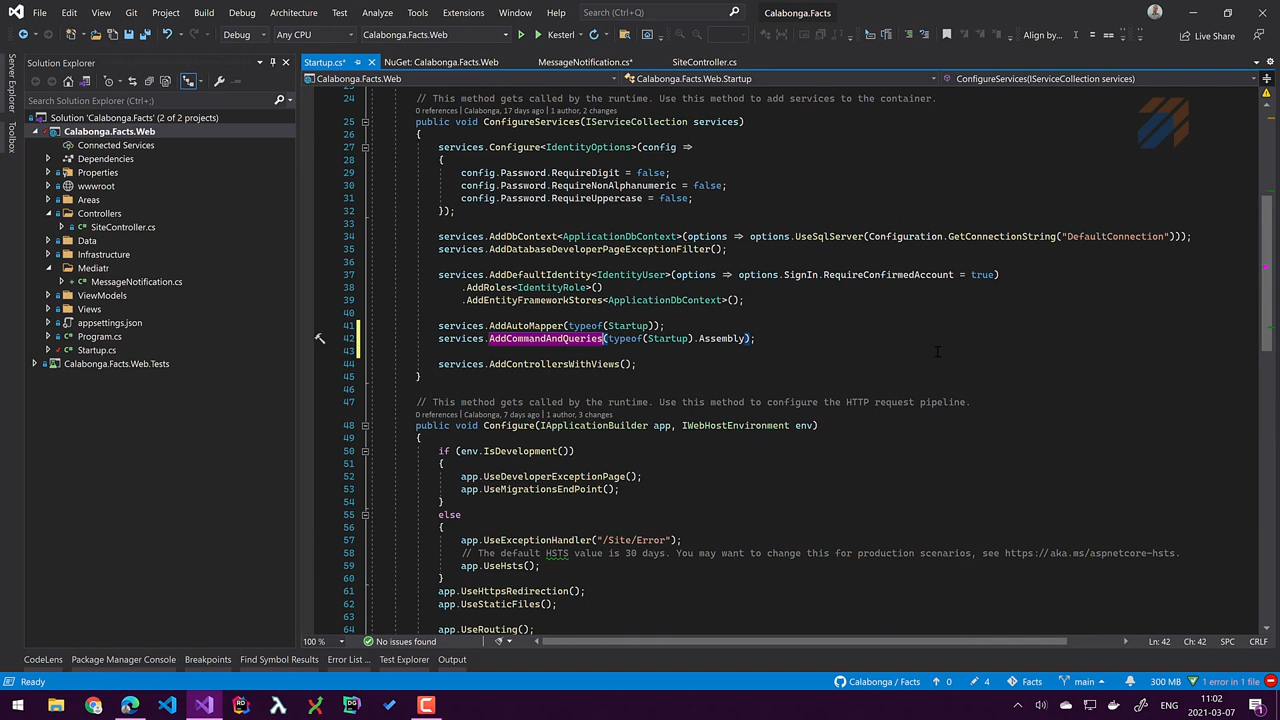 File Edit View Git Project Build Debug Architecture Test Analyze Tools Extensions Window Help Search (Ctrl+;) Calabonga.Facts
Debug Any CPU Calabonga.Facts.Web Kestrel Align by... Live Share
Server Explorer Toolbox
Solution Explorer
Search Solution Explorer (Ctrl+;)
Solution 'Calabonga.Facts' (2 of 2 projects)
Calabonga.Facts.Web
Connected Services
Dependencies
Properties
wwwroot
Areas
Controllers
SiteController.cs
Data
Infrastructure
Mediatr
MessageNotification.cs
ViewModels
Views
appsettings.json
Program.cs
Startup.cs
Calabonga.Facts.Web.Tests
Startup.cs* NuGet: Calabonga.Facts.Web MessageNotification.cs* SiteController.cs
Calabonga.Facts.Web Calabonga.Facts.Web.Startup ConfigureServices(IServiceCollection services)
23
24 // This method gets called by the runtime. Use this method to add services to the container.
0 references | Calabonga, 17 days ago | 1 author, 2 changes
25 public void ConfigureServices(IServiceCollection services)
26 {
27 services.Configure<IdentityOptions>(config ⇒
28 {
29 config.Password.RequireDigit = false;
30 config.Password.RequireNonAlphanumeric = false;
31 config.Password.RequireUppercase = false;
32 });
33
34 services.AddDbContext<ApplicationDbContext>(options ⇒ options.UseSqlServer(Configuration.GetConnectionString("DefaultConnection")));
35 services.AddDatabaseDeveloperPageExceptionFilter();
36
37 services.AddDefaultIdentity<IdentityUser>(options ⇒ options.SignIn.RequireConfirmedAccount = true)
38 .AddRoles<IdentityRole>()
39 .AddEntityFrameworkStores<ApplicationDbContext>();
40
41 services.AddAutoMapper(typeof(Startup));
42 services.AddCommandAndQueries(typeof(Startup).Assembly);
43
44 services.AddControllersWithViews();
45 }
46
47 // This method gets called by the runtime. Use this method to configure the HTTP request pipeline.
0 references | Calabonga, 7 days ago | 1 author, 3 changes
48 public void Configure(IApplicationBuilder app, IWebHostEnvironment env)
49 {
50 if (env.IsDevelopment())
51 {
52 app.UseDeveloperExceptionPage();
53 app.UseMigrationsEndPoint();
54 }
55 else
56 {
57 app.UseExceptionHandler("/Site/Error");
58 // The default HSTS value is 30 days. You may want to change this for production scenarios, see https://aka.ms/aspnetcore-hsts.
59 app.UseHsts();
60 }
61 app.UseHttpsRedirection();
62 app.UseStaticFiles();
63
64 app.UseRouting();
100 % No issues found Ln: 42 Ch: 42 SPC CRLF
CodeLens Package Manager Console Breakpoints Find Symbol Results Error List ... Test Explorer Output
Ready Calabonga / Facts 0 4 Facts main 300 MB 1 error in 1 file
ENG 11:02
2021-03-07